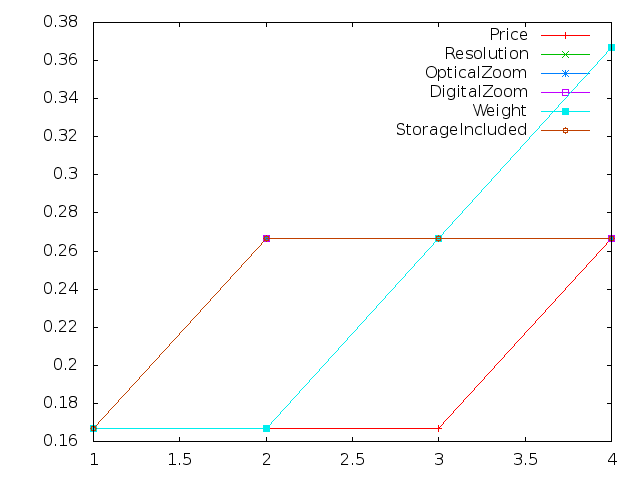 0.38
0.36
0.34
0.32
0.3
0.28
0.26
0.24
0.22
0.2
0.18
0.16
1 1.5 2 2.5 3 3.5 4
Price
Resolution
OpticalZoom
DigitalZoom
Weight
StorageIncluded